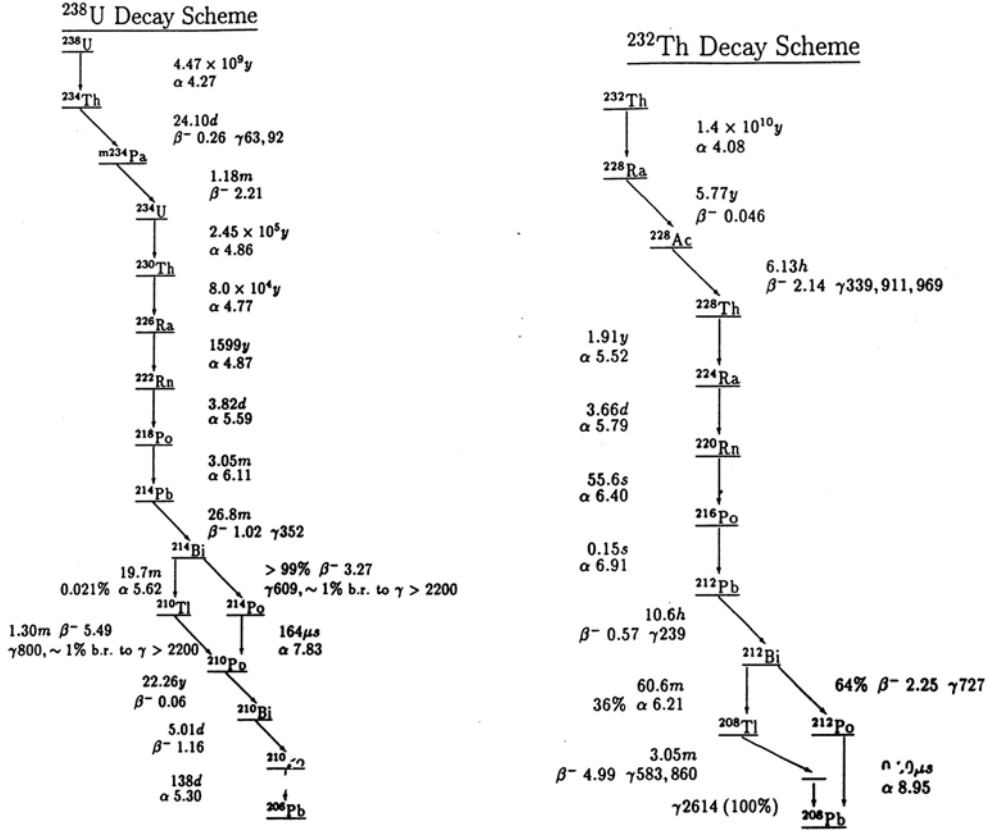 ²³⁸U Decay Scheme
²³⁸U
4.47 × 10⁹y
α 4.27
²³⁴Th
24.10d
β⁻ 0.26 γ63,92
ᵐ²³⁴Pa
1.18m
β⁻ 2.21
²³⁴U
2.45 × 10⁵y
α 4.86
²³⁰Th
8.0 × 10⁴y
α 4.77
²²⁶Ra
1599y
α 4.87
²²²Rn
3.82d
α 5.59
²¹⁸Po
3.05m
α 6.11
²¹⁴Pb
26.8m
β⁻ 1.02 γ352
²¹⁴Bi
19.7m
0.021% α 5.62
> 99% β⁻ 3.27
γ609,~ 1% b.r. to γ > 2200
²¹⁰Tl
²¹⁴Po
1.30m β⁻ 5.49
γ800,~ 1% b.r. to γ > 2200
164μs
α 7.83
²¹⁰Po
22.26y
β⁻ 0.06
²¹⁰Bi
5.01d
β⁻ 1.16
138d
α 5.30
²⁰⁶Pb
²³²Th Decay Scheme
²³²Th
1.4 × 10¹⁰y
α 4.08
²²⁸Ra
5.77y
β⁻ 0.046
²²⁸Ac
6.13h
β⁻ 2.14 γ339,911,969
²²⁸Th
1.91y
α 5.52
²²⁴Ra
3.66d
α 5.79
²²⁰Rn
55.6s
α 6.40
²¹⁶Po
0.15s
α 6.91
²¹²Pb
10.6h
β⁻ 0.57 γ239
²¹²Bi
60.6m
36% α 6.21
64% β⁻ 2.25 γ727
²⁰⁸Tl
²¹²Po
3.05m
β⁻ 4.99 γ583,860
α 8.95
γ2614 (100%)
²⁰⁸Pb